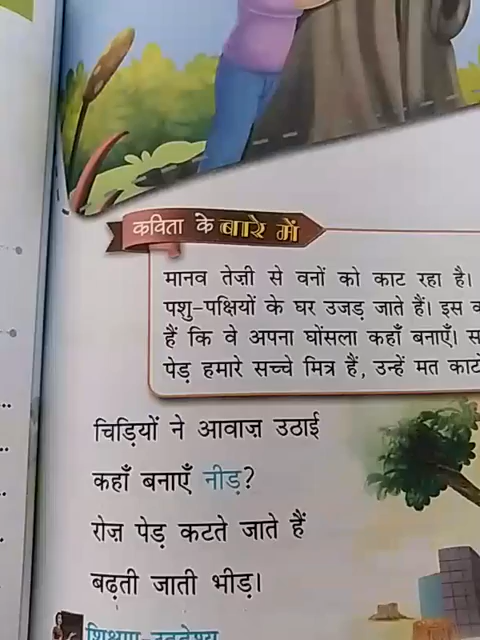 कविता के बारे में
मानव तेज़ी से वनों को काट रहा है।
पशु-पक्षियों के घर उजड़ जाते हैं। इस
हैं कि वे अपना घोंसला कहाँ बनाएँ।
पेड़ हमारे सच्चे मित्र हैं, उन्हें मत
चिड़ियों ने आवाज़ उठाई
कहाँ बनाएँ नीड़?
रोज़ पेड़ कटते जाते हैं
बढ़ती जाती भीड़।